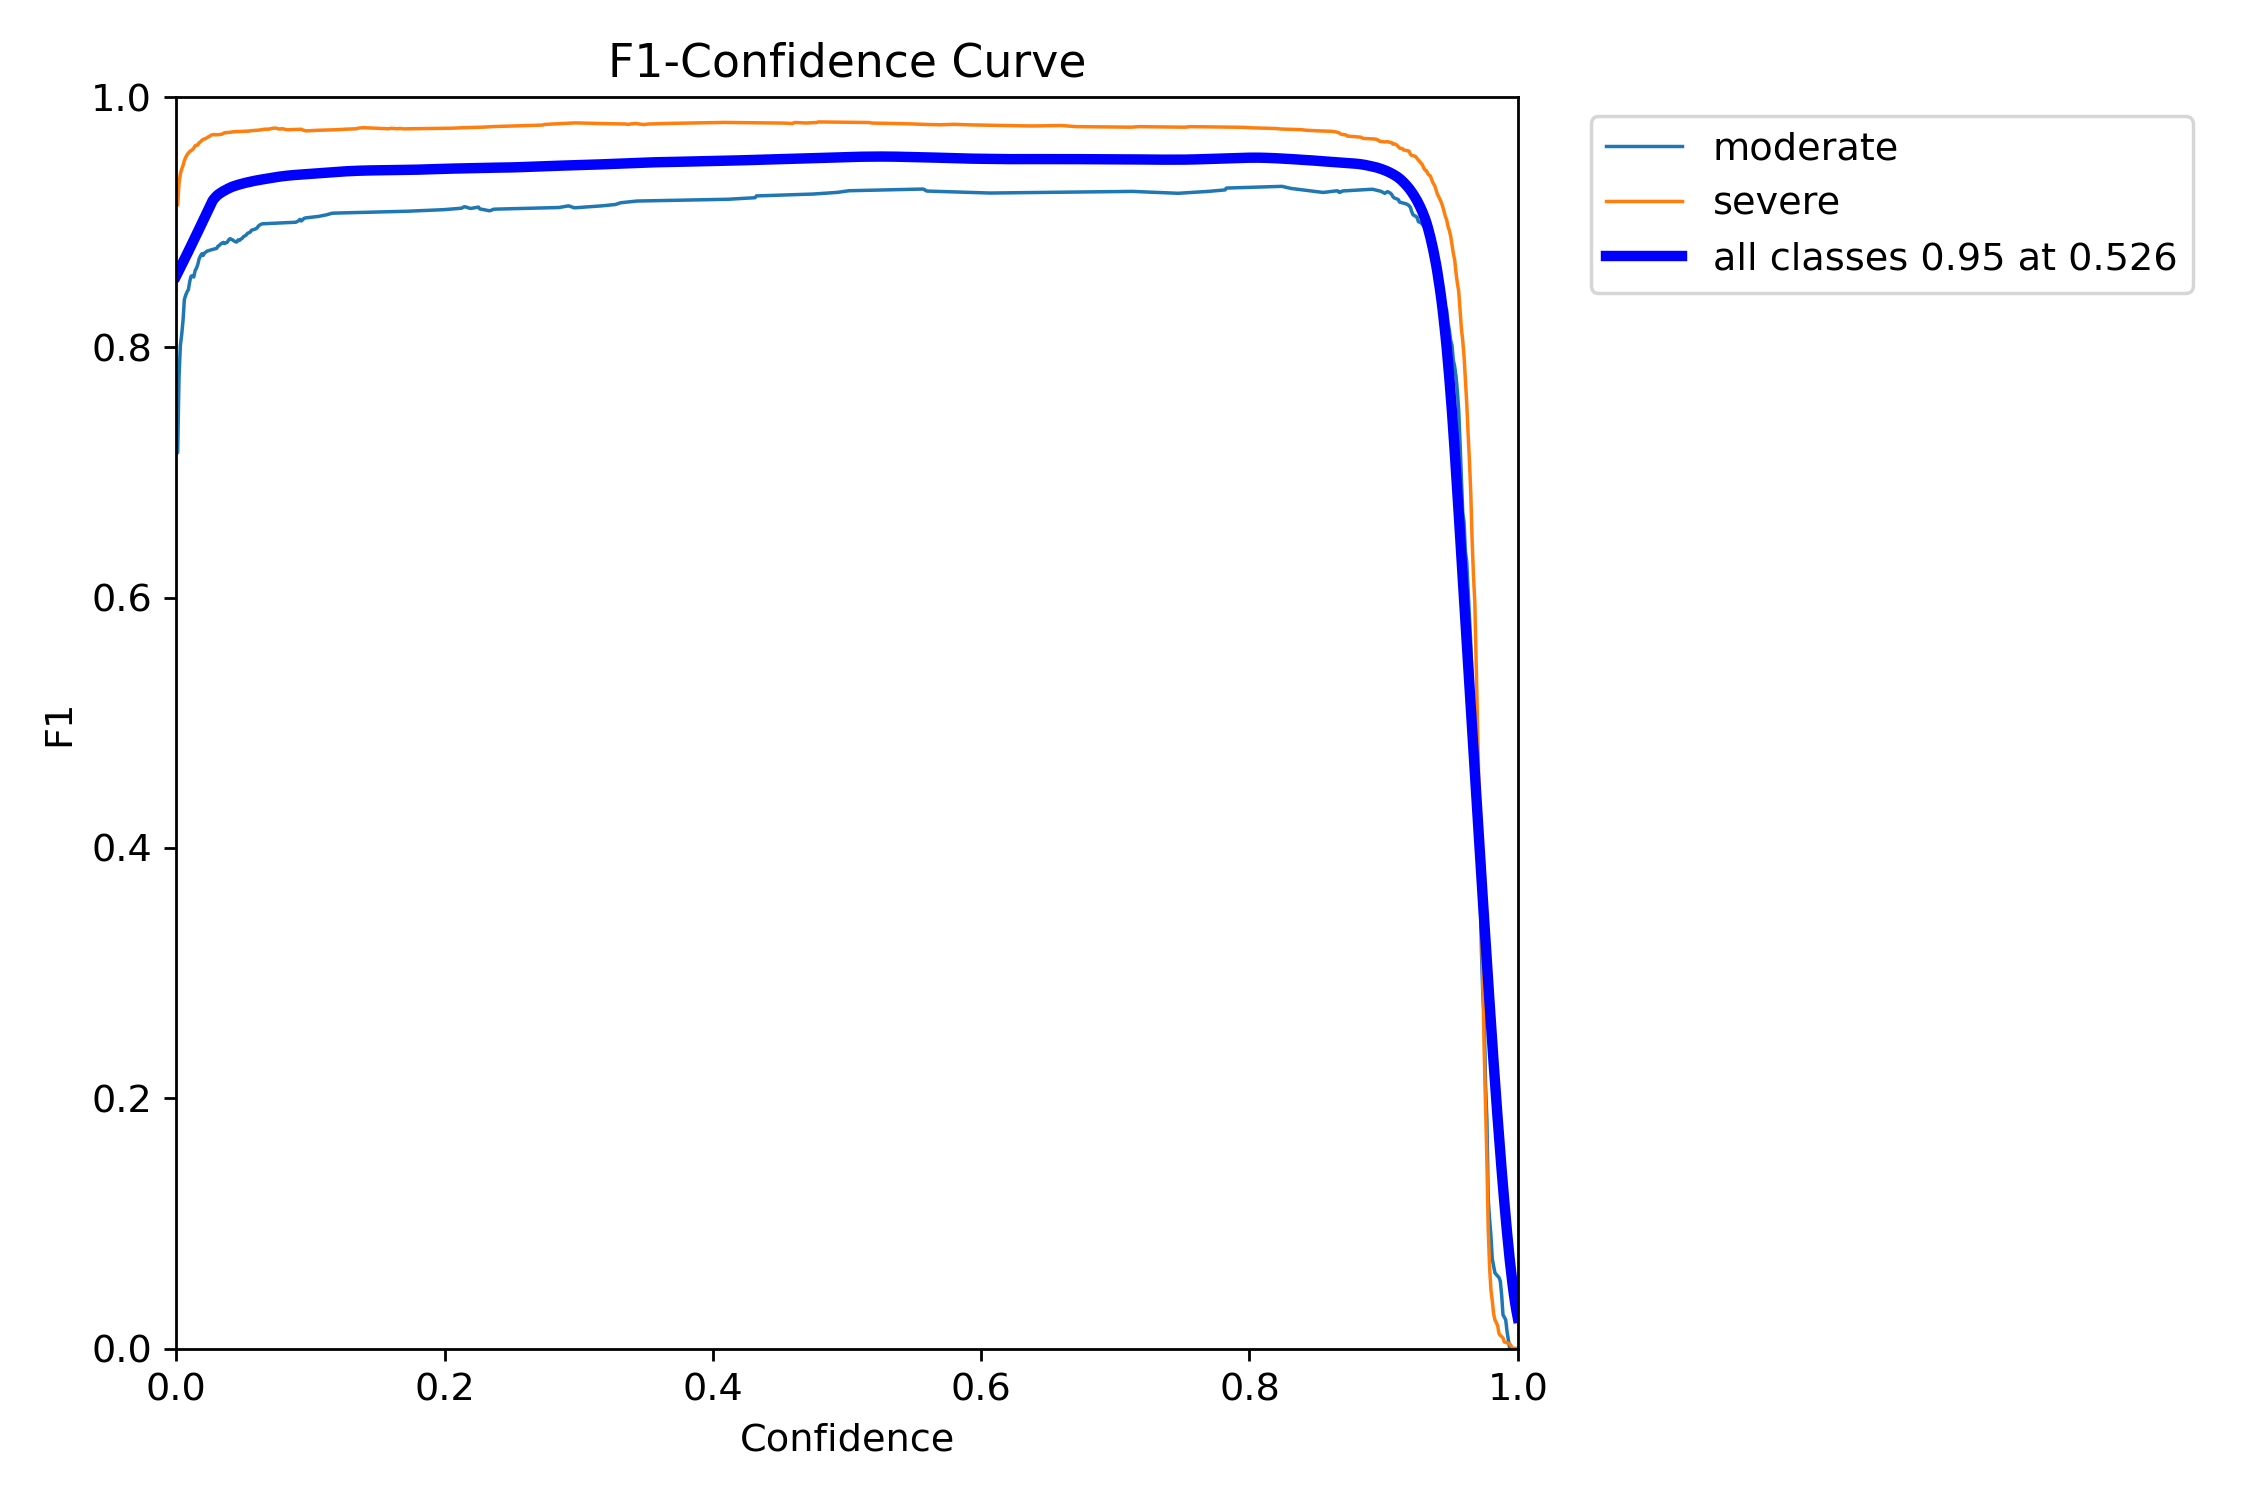 F1-Confidence Curve
1.0
0.8
0.6
0.4
0.2
0.0
F1
0.0 0.2 0.4 0.6 0.8 1.0
Confidence
moderate
severe
all classes 0.95 at 0.526